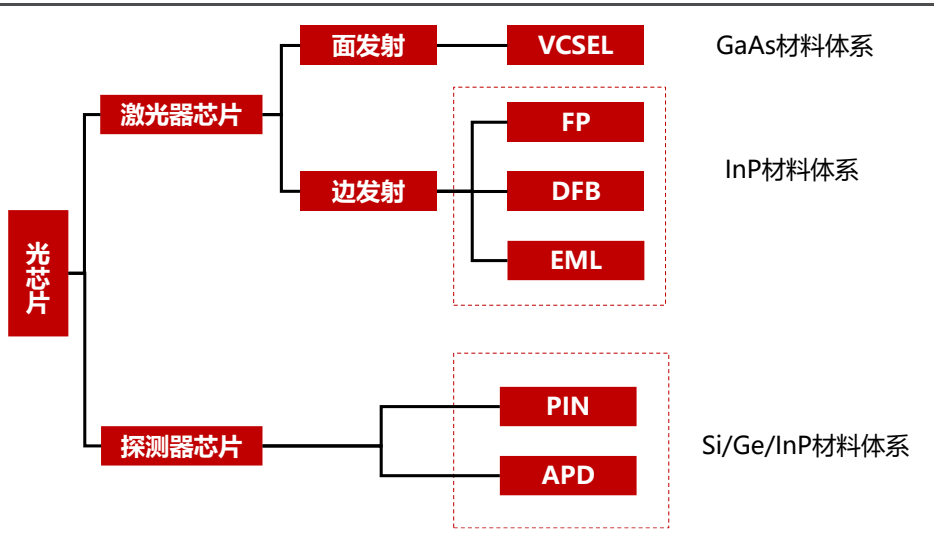 面发射
VCSEL
GaAs材料体系
激光器芯片
FP
InP材料体系
边发射
DFB
EML
光芯片
PIN
探测器芯片
Si/Ge/InP材料体系
APD